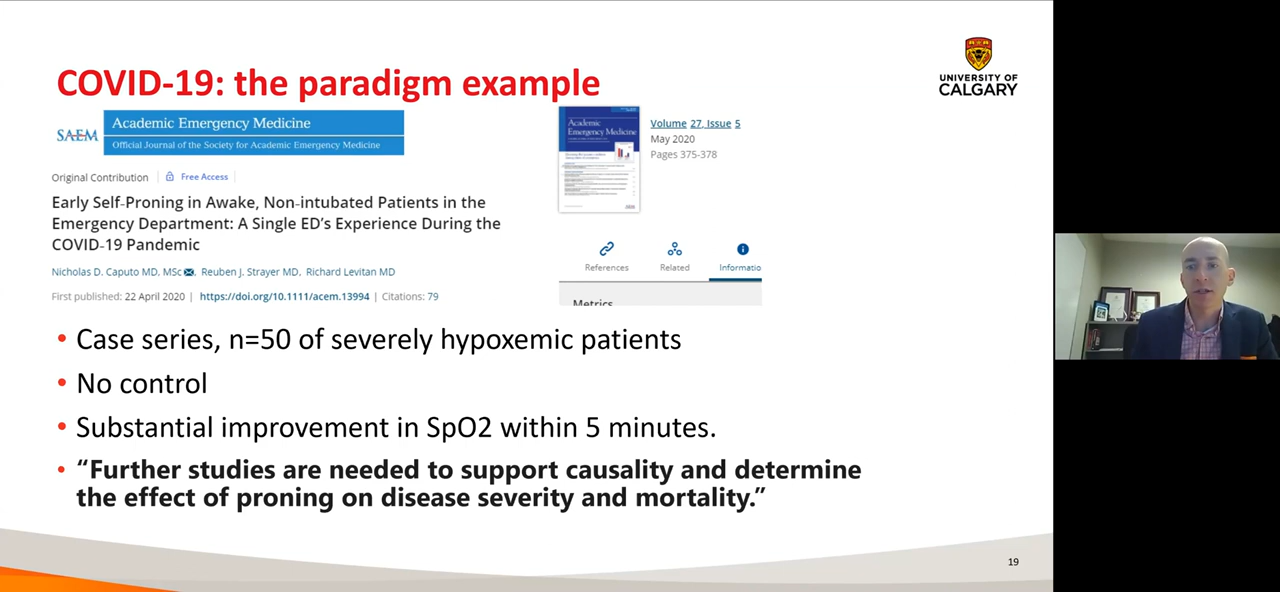 COVID-19: the paradigm example
UNIVERSITY OF
CALGARY
SAEM
Academic Emergency Medicine
Official Journal of the Society for Academic Emergency Medicine
Academic
Emergency Medicine
Volume 27, Issue 5
May 2020
Pages 375-378
Original Contribution | Free Access |
Early Self-Proning in Awake, Non-intubated Patients in the
Emergency Department: A Single ED's Experience During the
COVID-19 Pandemic
Nicholas D. Caputo MD, MSc, Reuben J. Strayer MD, Richard Levitan MD
First published: 22 April 2020 | https://doi.org/10.1111/acem.13994 | Citations: 79
References Related Informatio
Metrics
• Case series, n=50 of severely hypoxemic patients
• No control
• Substantial improvement in SpO2 within 5 minutes.
• “Further studies are needed to support causality and determine
the effect of proning on disease severity and mortality.”
19